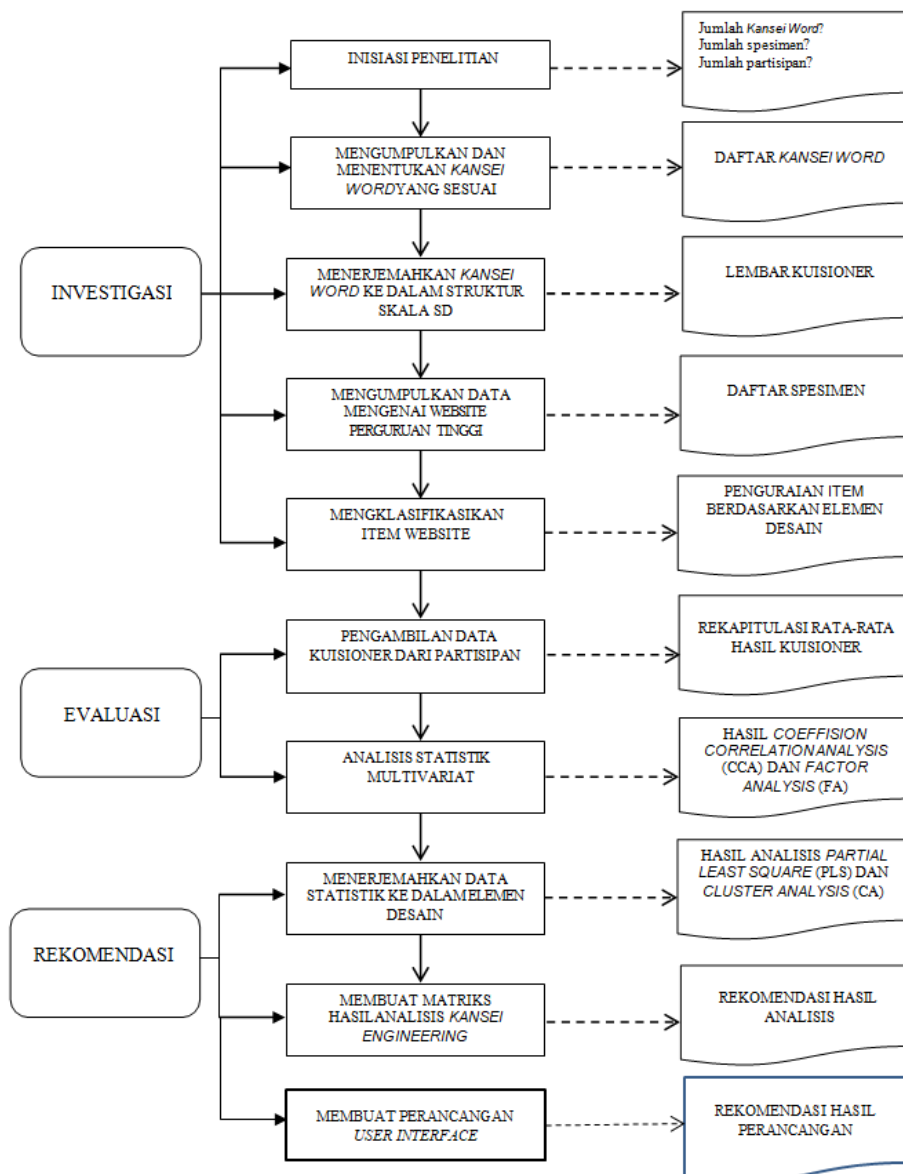 INISIASI PENELITIAN
Jumlah Kansei Word?
Jumlah spesimen?
Jumlah partisipan?
MENGUMPULKAN DAN
MENENTUKAN KANSEI
WORDYANG SESUAI
DAFTAR KANSEI WORD
INVESTIGASI
MENERJEMAHKAN KANSEI
WORD KE DALAM STRUKTUR
SKALA SD
LEMBAR KUISIONER
MENGUMPULKAN DATA
MENGENAI WEBSITE
PERGURUAN TINGGI
DAFTAR SPESIMEN
MENGKLASIFIKASIKAN
ITEM WEBSITE
PENGURAIAN ITEM
BERDASARKAN ELEMEN
DESAIN
EVALUASI
PENGAMBILAN DATA
KUISIONER DARI PARTISIPAN
REKAPITULASI RATA-RATA
HASIL KUISIONER
ANALISIS STATISTIK
MULTIVARIAT
HASIL COEFFISION
CORRELATION ANALYSIS
(CCA) DAN FACTOR
ANALYSIS (FA)
REKOMENDASI
MENERJEMAHKAN DATA
STATISTIK KE DALAM ELEMEN
DESAIN
HASIL ANALISIS PARTIAL
LEAST SQUARE (PLS) DAN
CLUSTER ANALYSIS (CA)
MEMBUAT MATRIKS
HASILANALISIS KANSEI
ENGINEERING
REKOMENDASI HASIL
ANALISIS
MEMBUAT PERANCANGAN
USER INTERFACE
REKOMENDASI HASIL
PERANCANGAN